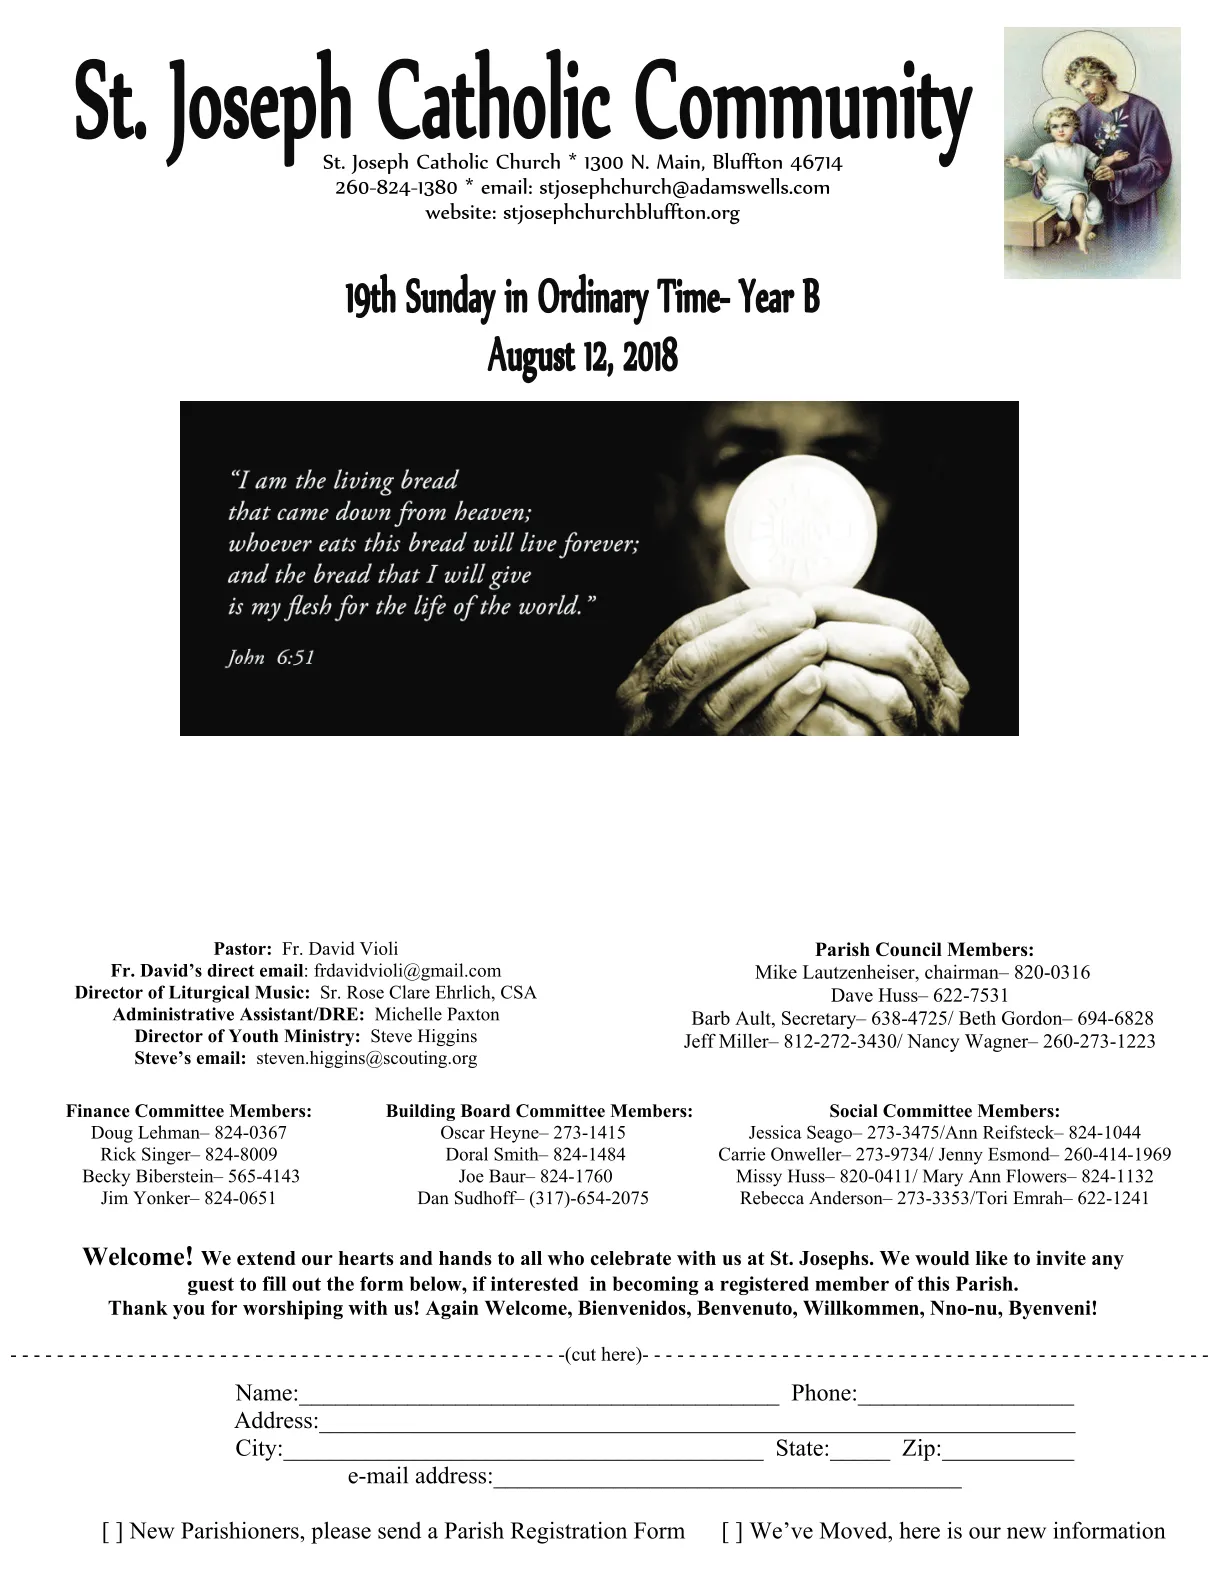 St. Joseph Catholic Community
St. Joseph Catholic Church * 1300 N. Main, Bluffton 46714
260-824-1380 * email: stjosephchurch@adamswells.com
website: stjosephchurchbluffton.org
19th Sunday in Ordinary Time- Year B
August 12, 2018
“I am the living bread
that came down from heaven;
whoever eats this bread will live forever;
and the bread that I will give
is my flesh for the life of the world.”
John 6:51
Pastor: Fr. David Violi
Fr. David’s direct email: frdavidvioli@gmail.com
Director of Liturgical Music: Sr. Rose Clare Ehrlich, CSA
Administrative Assistant/DRE: Michelle Paxton
Director of Youth Ministry: Steve Higgins
Steve’s email: steven.higgins@scouting.org
Parish Council Members:
Mike Lautzenheiser, chairman– 820-0316
Dave Huss– 622-7531
Barb Ault, Secretary– 638-4725/ Beth Gordon– 694-6828
Jeff Miller– 812-272-3430/ Nancy Wagner– 260-273-1223
Finance Committee Members:
Doug Lehman– 824-0367
Rick Singer– 824-8009
Becky Biberstein– 565-4143
Jim Yonker– 824-0651
Building Board Committee Members:
Oscar Heyne– 273-1415
Doral Smith– 824-1484
Joe Baur– 824-1760
Dan Sudhoff– (317)-654-2075
Social Committee Members:
Jessica Seago– 273-3475/Ann Reifsteck– 824-1044
Carrie Onweller– 273-9734/ Jenny Esmond– 260-414-1969
Missy Huss– 820-0411/ Mary Ann Flowers– 824-1132
Rebecca Anderson– 273-3353/Tori Emrah– 622-1241
Welcome! We extend our hearts and hands to all who celebrate with us at St. Josephs. We would like to invite any
guest to fill out the form below, if interested in becoming a registered member of this Parish.
Thank you for worshiping with us! Again Welcome, Bienvenidos, Benvenuto, Willkommen, Nno-nu, Byenveni!
- - - - - - - - - - - - - - - - - - - - - - - - - - - - - - - - - - - - - - - - - - - - - - - -(cut here)- - - - - - - - - - - - - - - - - - - - - - - - - - - - - - - - - - - - - - - - - - - - - - - -
Name:________________________________________ Phone:__________________
Address:_______________________________________________________________
City:________________________________________ State:_____ Zip:___________
e-mail address:_______________________________________
[ ] New Parishioners, please send a Parish Registration Form [ ] We’ve Moved, here is our new information